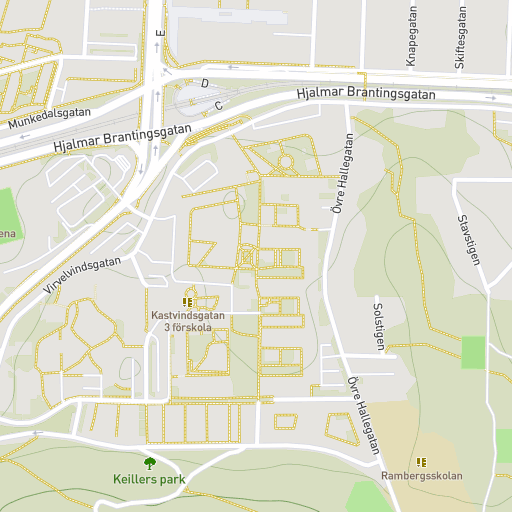 Knapegatan
Skiftesgatan
E
D
C
Hjalmar Brantingsgatan
Munkedalsgatan
Hjalmar Brantingsgatan
Övre Hallegatan
Stavstigen
ena
Virvelvindsgatan
Kastvindsgatan
3 förskola
Solstigen
Övre Hallegatan
Keillers park
Rambergsskolan